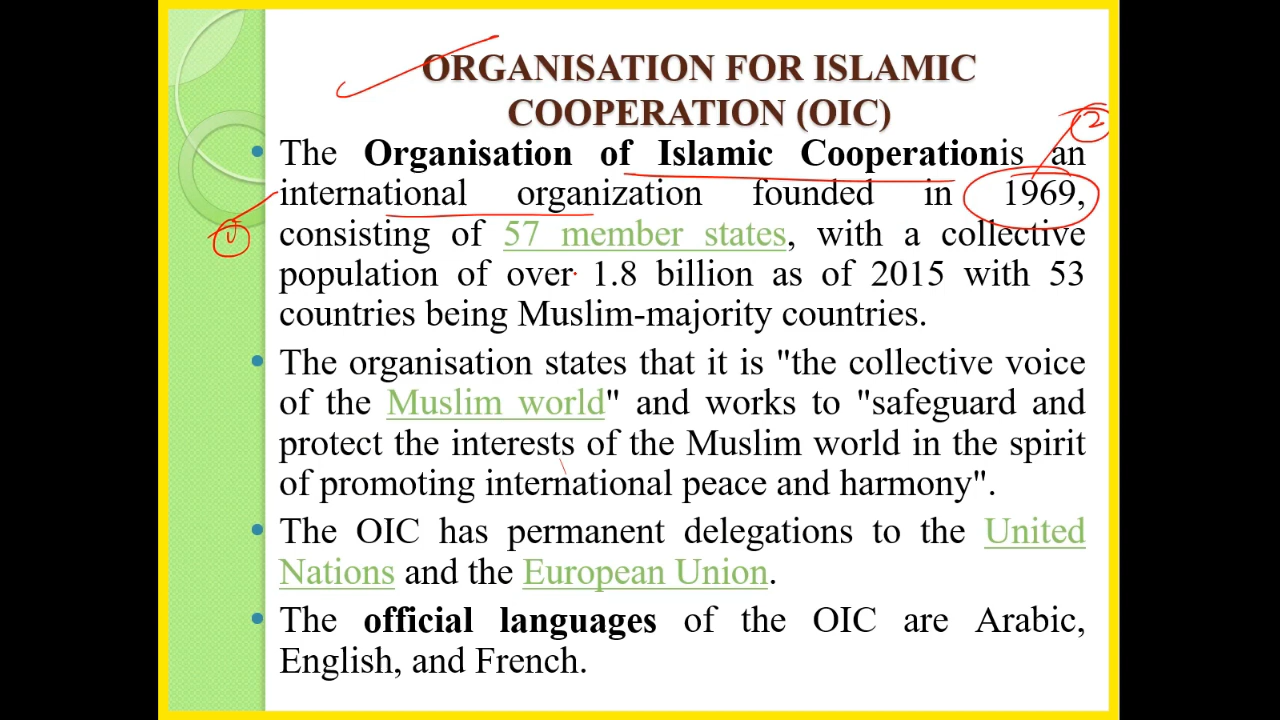 ORGANISATION FOR ISLAMIC
COOPERATION (OIC)
2
• The Organisation of Islamic Cooperationis an
international organization founded in 1969,
1
consisting of 57 member states, with a collective
population of over 1.8 billion as of 2015 with 53
countries being Muslim-majority countries.
• The organisation states that it is "the collective voice
of the Muslim world" and works to "safeguard and
protect the interests of the Muslim world in the spirit
of promoting international peace and harmony".
• The OIC has permanent delegations to the United
Nations and the European Union.
• The official languages of the OIC are Arabic,
English, and French.